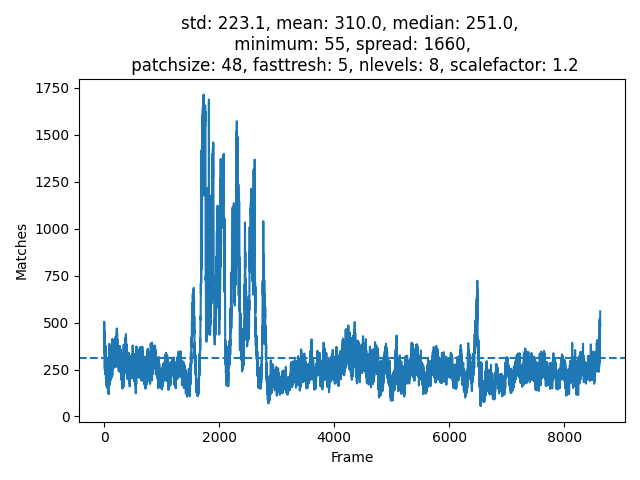 std: 223.1, mean: 310.0, median: 251.0,
minimum: 55, spread: 1660,
patchsize: 48, fasttresh: 5, nlevels: 8, scalefactor: 1.2
1750
1500
1250
1000
750
500
250
0
Matches
0 2000 4000 6000 8000
Frame